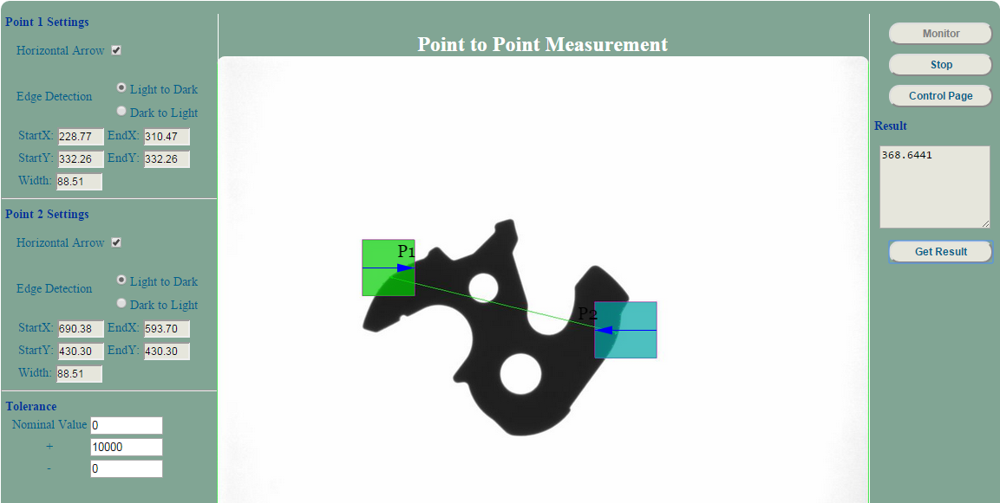 Point 1 Settings
Horizontal Arrow
Edge Detection
Light to Dark
Dark to Light
StartX: 228.77 EndX: 310.47
StartY: 332.26 EndY: 332.26
Width: 88.51
Point 2 Settings
Horizontal Arrow
Edge Detection
Light to Dark
Dark to Light
StartX: 690.38 EndX: 593.70
StartY: 430.30 EndY: 430.30
Width: 88.51
Tolerance
Nominal Value 0
+ 10000
- 0
Point to Point Measurement
P1
P2
Monitor
Stop
Control Page
Result
368.6441
Get Result